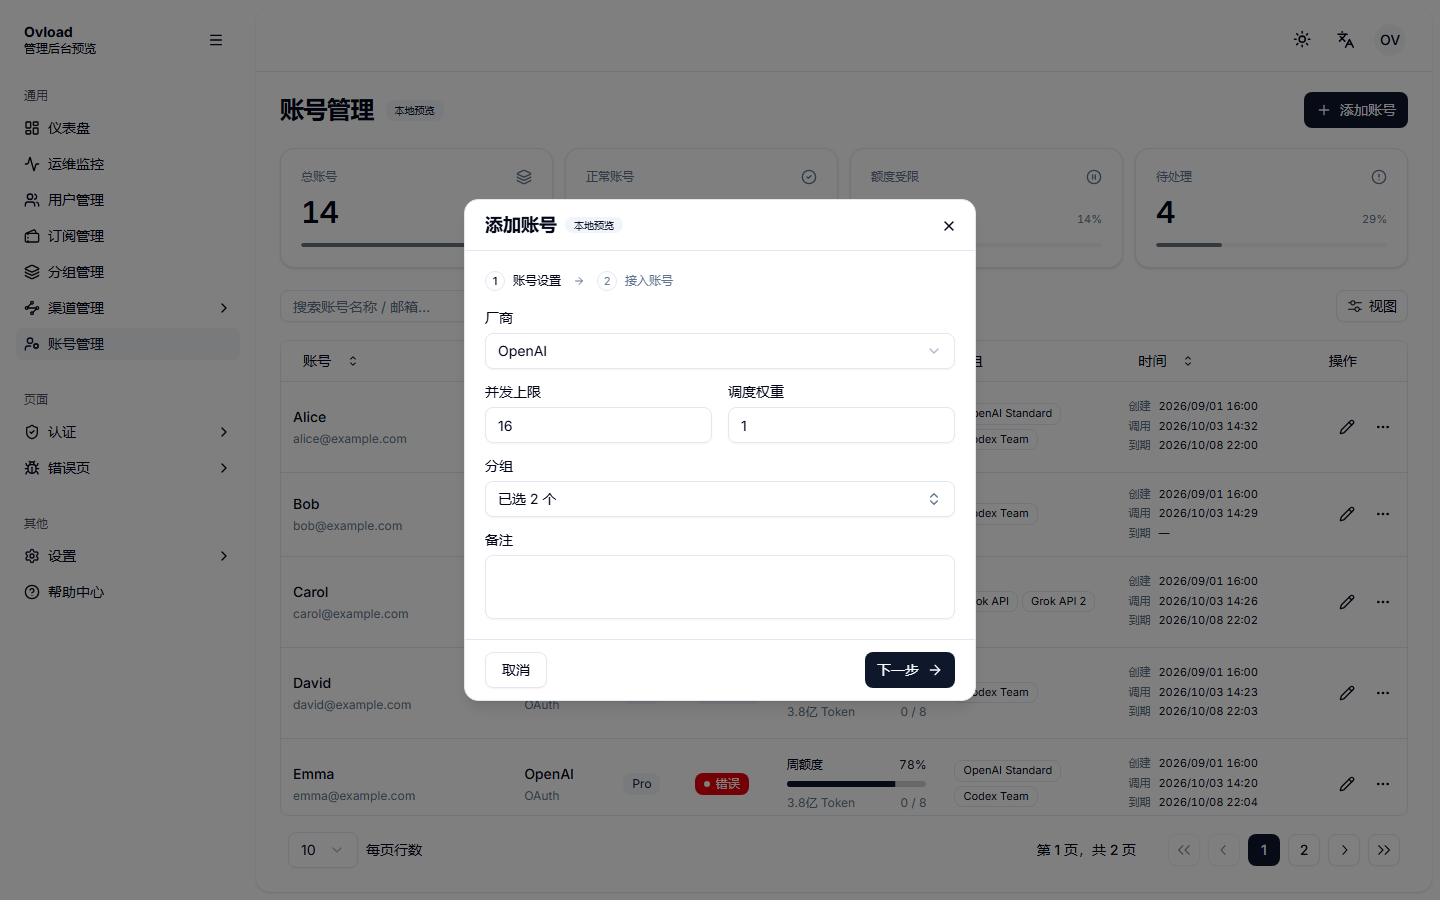 Ovload
管理后台预览
OV
通用
仪表盘
运维监控
用户管理
订阅管理
分组管理
渠道管理
账号管理
页面
认证
错误页
其他
设置
帮助中心
账号管理 本地预览
添加账号
总账号
14
正常账号
额度受限
14%
待处理
4
29%
搜索账号名称 / 邮箱...
视图
账号
时间
操作
Alice
alice@example.com
Standard
Team
创建 2026/09/01 16:00
调用 2026/10/03 14:32
到期 2026/10/08 22:00
Bob
bob@example.com
Team
创建 2026/09/01 16:00
调用 2026/10/03 14:29
到期 —
Carol
carol@example.com
API
Grok API 2
创建 2026/09/01 16:00
调用 2026/10/03 14:26
到期 2026/10/08 22:02
David
david@example.com
OAuth
3.8亿 Token 0 / 8
Team
创建 2026/09/01 16:00
调用 2026/10/03 14:23
到期 2026/10/08 22:03
Emma
emma@example.com
OpenAI
OAuth
Pro
错误
周额度 78%
3.8亿 Token 0 / 8
OpenAI Standard
Codex Team
创建 2026/09/01 16:00
调用 2026/10/03 14:20
到期 2026/10/08 22:04
10 每页行数
第 1 页，共 2 页
1 2
添加账号 本地预览
1 账号设置
2 接入账号
厂商
OpenAI
并发上限
16
调度权重
1
分组
已选 2 个
备注
取消
下一步